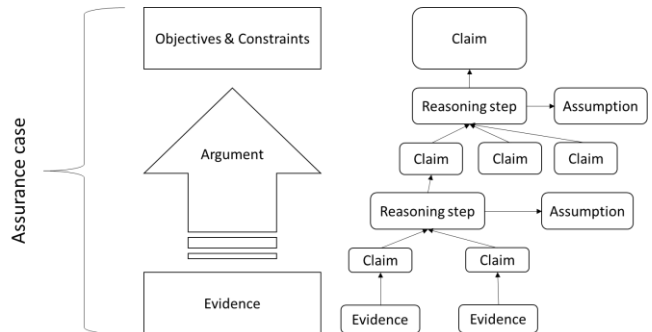 Assurance case
Objectives & Constraints
Argument
Evidence
Claim
Reasoning step
Assumption
Claim
Claim
Claim
Reasoning step
Assumption
Claim
Claim
Evidence
Evidence